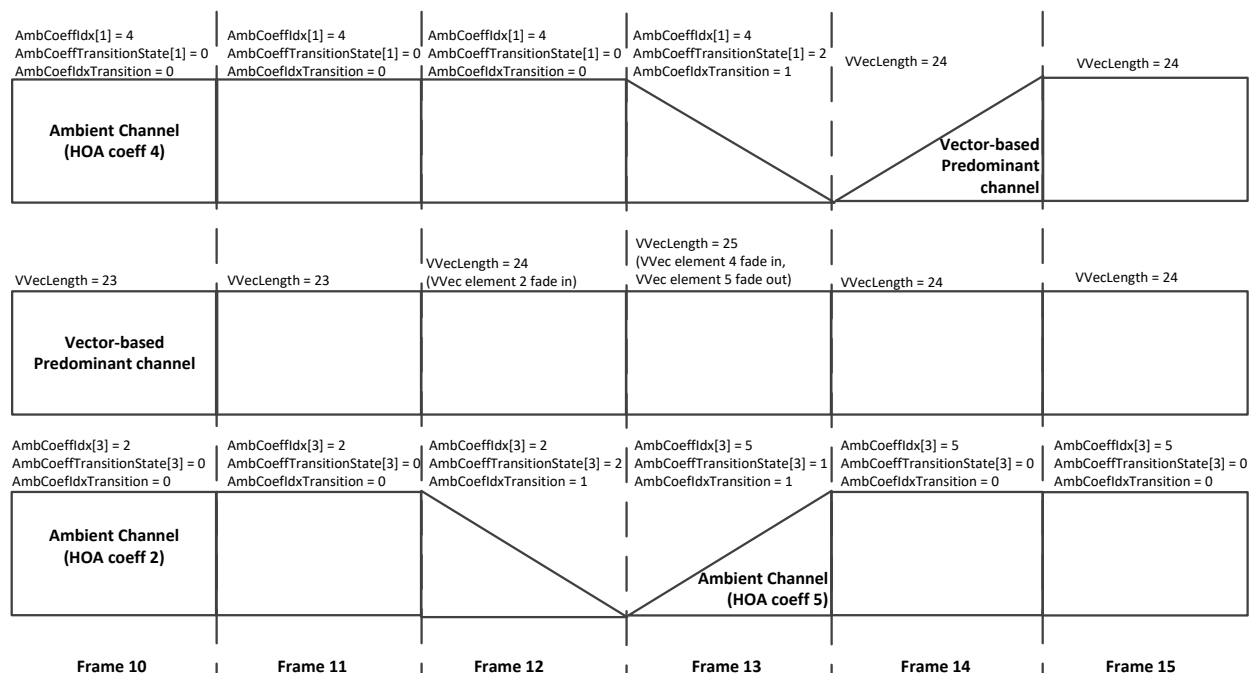 AmbCoeffIdx[1] = 4
AmbCoeffTransitionState[1] = 0
AmbCoefIdxTransition = 0
AmbCoeffIdx[1] = 4
AmbCoeffTransitionState[1] = 0
AmbCoefIdxTransition = 0
AmbCoeffIdx[1] = 4
AmbCoeffTransitionState[1] = 0
AmbCoefIdxTransition = 0
AmbCoeffIdx[1] = 4
AmbCoeffTransitionState[1] = 2
AmbCoefIdxTransition = 1
VVecLength = 24
VVecLength = 24
Ambient Channel
(HOA coeff 4)
Vector-based
Predominant
channel
VVecLength = 23
VVecLength = 23
VVecLength = 24
(VVec element 2 fade in)
VVecLength = 25
(VVec element 4 fade in,
VVec element 5 fade out)
VVecLength = 24
VVecLength = 24
Vector-based
Predominant channel
AmbCoeffIdx[3] = 2
AmbCoeffTransitionState[3] = 0
AmbCoefIdxTransition = 0
AmbCoeffIdx[3] = 2
AmbCoeffTransitionState[3] = 0
AmbCoefIdxTransition = 0
AmbCoeffIdx[3] = 2
AmbCoeffTransitionState[3] = 2
AmbCoefIdxTransition = 1
AmbCoeffIdx[3] = 5
AmbCoeffTransitionState[3] = 1
AmbCoefIdxTransition = 1
AmbCoeffIdx[3] = 5
AmbCoeffTransitionState[3] = 0
AmbCoefIdxTransition = 0
AmbCoeffIdx[3] = 5
AmbCoeffTransitionState[3] = 0
AmbCoefIdxTransition = 0
Ambient Channel
(HOA coeff 2)
Ambient Channel
(HOA coeff 5)
Frame 10
Frame 11
Frame 12
Frame 13
Frame 14
Frame 15